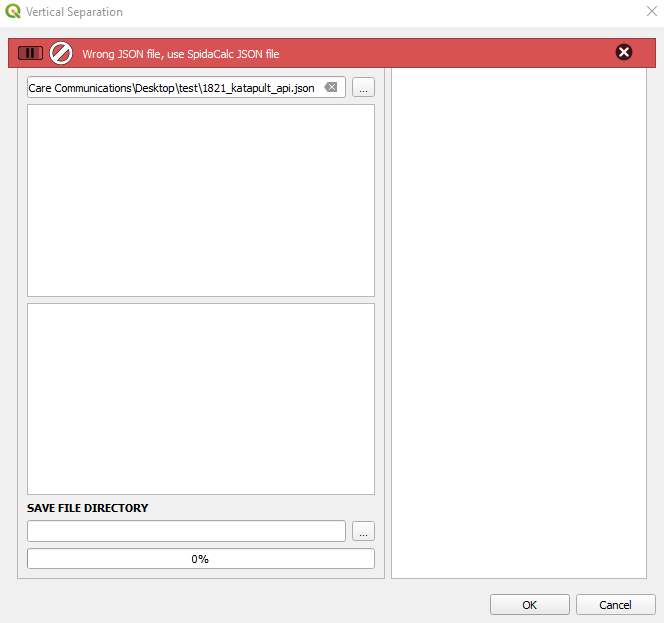 Vertical Separation
Wrong JSON file, use SpidaCalc JSON file
Care Communications\Desktop\test\1821_katapult_api.json
...
SAVE FILE DIRECTORY
...
0%
OK
Cancel